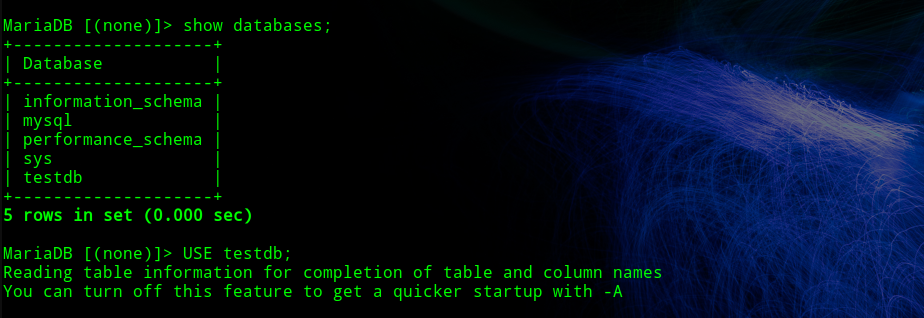 MariaDB [(none)]> show databases;
+--------------------+
| Database           |
+--------------------+
| information_schema |
| mysql              |
| performance_schema |
| sys                |
| testdb             |
+--------------------+
5 rows in set (0.000 sec)
MariaDB [(none)]> USE testdb;
Reading table information for completion of table and column names
You can turn off this feature to get a quicker startup with -A